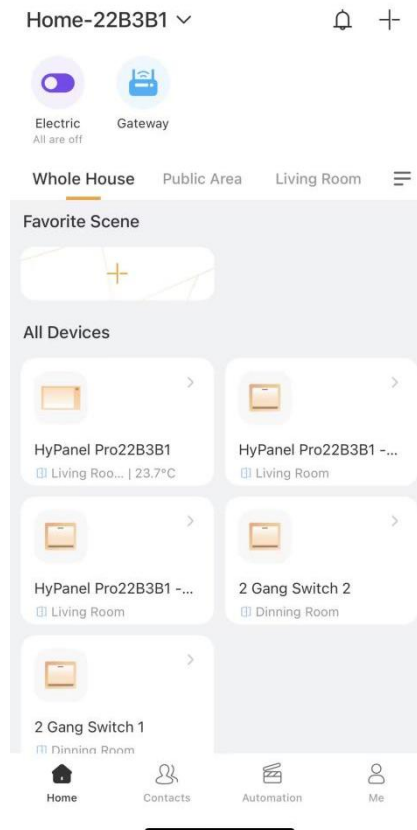 Home-22B3B1
Electric
All are off
Gateway
Whole House
Public Area
Living Room
Favorite Scene
All Devices
HyPanel Pro22B3B1
Living Roo... | 23.7°C
HyPanel Pro22B3B1 -...
Living Room
HyPanel Pro22B3B1 -...
Living Room
2 Gang Switch 2
Dinning Room
2 Gang Switch 1
Dinning Room
Home
Contacts
Automation
Me